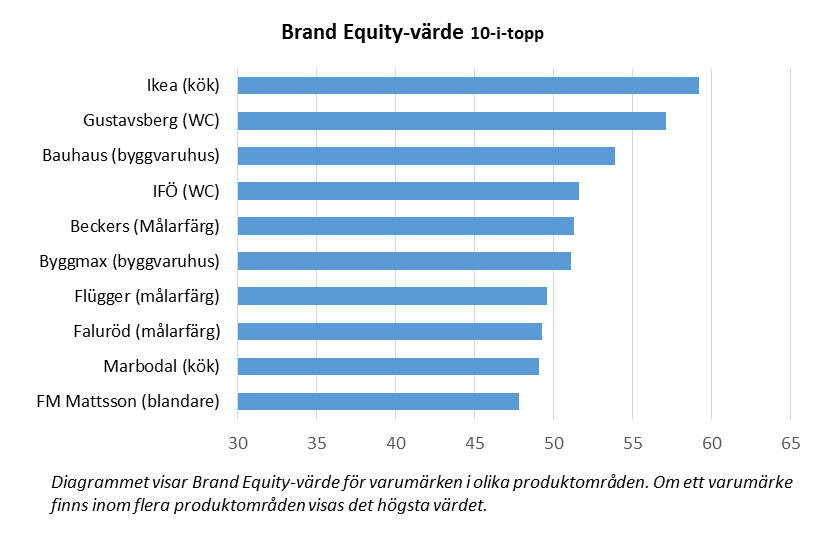 Brand Equity-värde 10-i-topp
Ikea (kök)
Gustavsberg (WC)
Bauhaus (byggvaruhus)
IFÖ (WC)
Beckers (Målarfärg)
Byggmax (byggvaruhus)
Flügger (målarfärg)
Faluröd (målarfärg)
Marbodal (kök)
FM Mattsson (blandare)
30 35 40 45 50 55 60 65
Diagrammet visar Brand Equity-värde för varumärken i olika produktområden. Om ett varumärke
finns inom flera produktområden visas det högsta värdet.